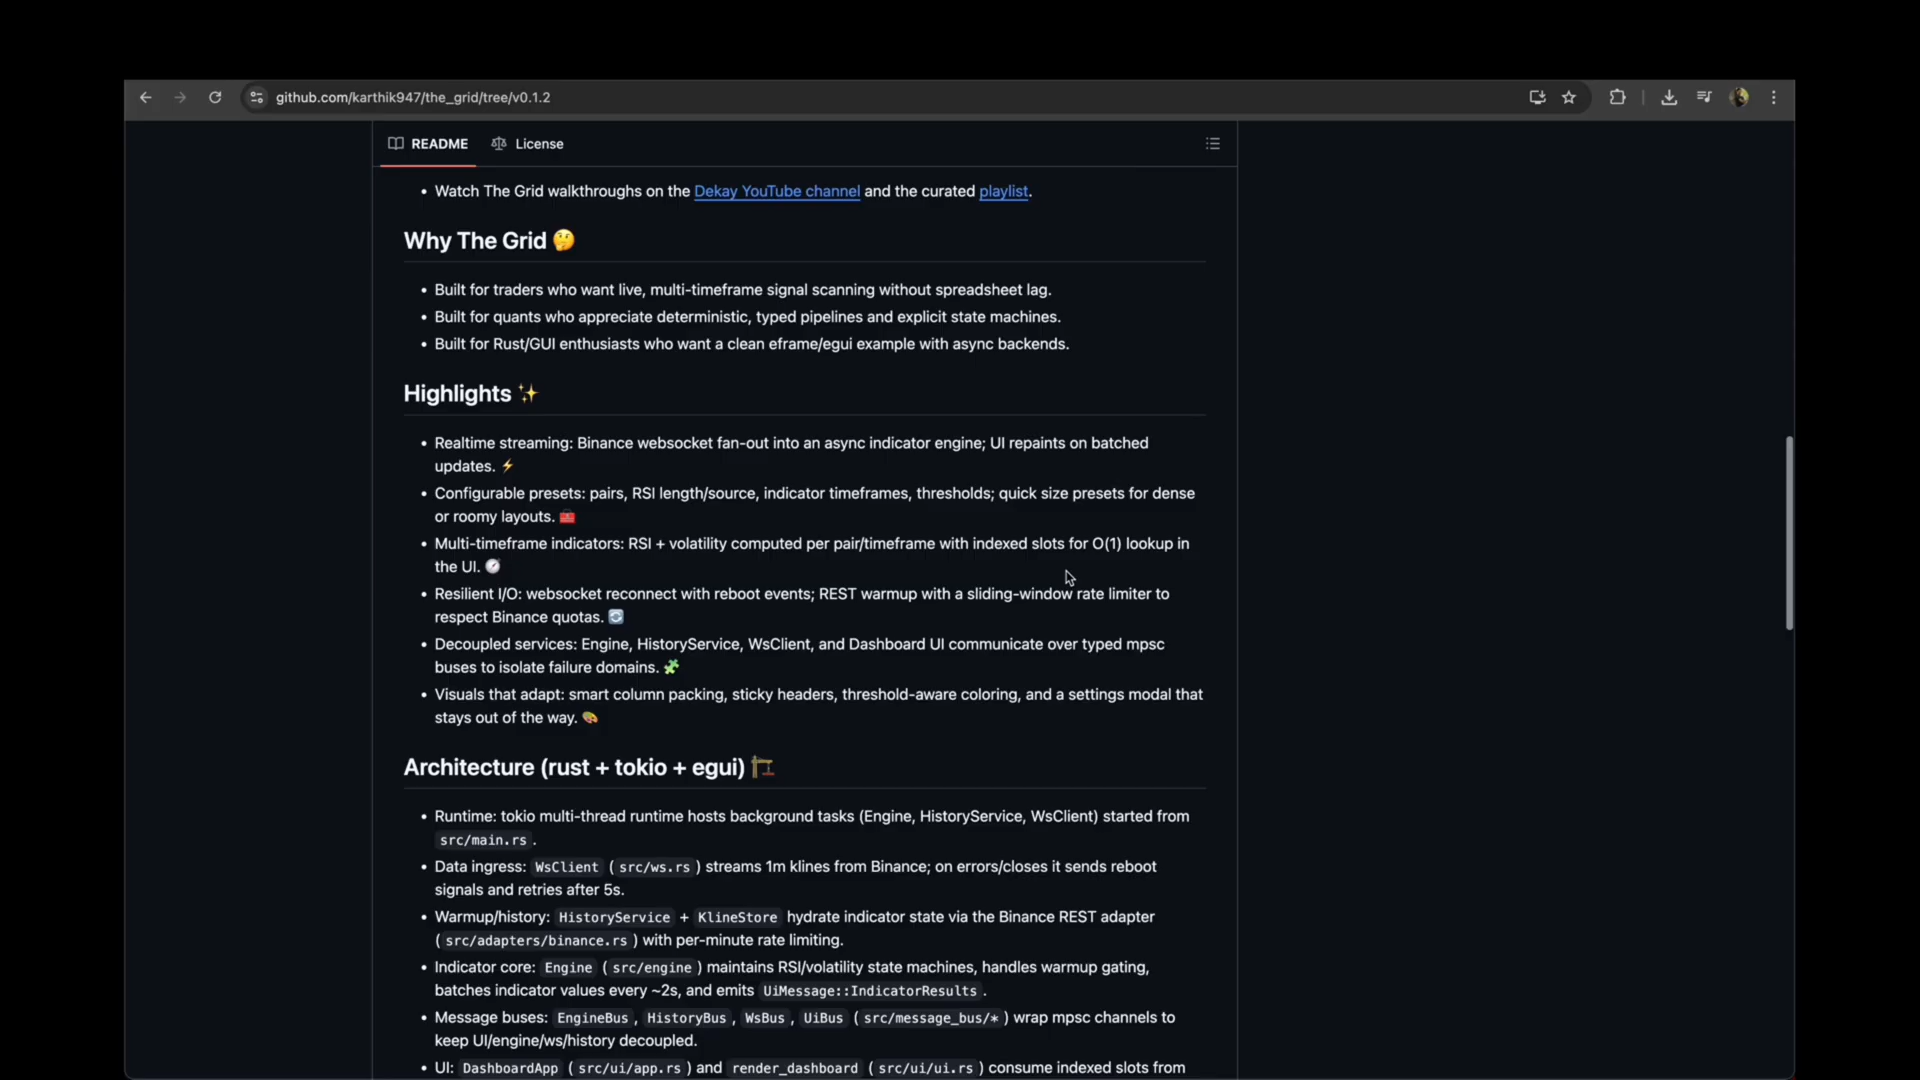 github.com/karthik947/the_grid/tree/v0.1.2
README
License
• Watch The Grid walkthroughs on the Dekay YouTube channel and the curated playlist.
Why The Grid 🤔
• Built for traders who want live, multi-timeframe signal scanning without spreadsheet lag.
• Built for quants who appreciate deterministic, typed pipelines and explicit state machines.
• Built for Rust/GUI enthusiasts who want a clean eframe/egui example with async backends.
Highlights ✨
• Realtime streaming: Binance websocket fan-out into an async indicator engine; UI repaints on batched
updates. ⚡
• Configurable presets: pairs, RSI length/source, indicator timeframes, thresholds; quick size presets for dense
or roomy layouts. 🧰
• Multi-timeframe indicators: RSI + volatility computed per pair/timeframe with indexed slots for O(1) lookup in
the UI. 🧭
• Resilient I/O: websocket reconnect with reboot events; REST warmup with a sliding-window rate limiter to
respect Binance quotas. 🔄
• Decoupled services: Engine, HistoryService, WsClient, and Dashboard UI communicate over typed mpsc
buses to isolate failure domains. 🧩
• Visuals that adapt: smart column packing, sticky headers, threshold-aware coloring, and a settings modal that
stays out of the way. 🎨
Architecture (rust + tokio + egui) 🏗️
• Runtime: tokio multi-thread runtime hosts background tasks (Engine, HistoryService, WsClient) started from
src/main.rs .
• Data ingress: WsClient ( src/ws.rs ) streams 1m klines from Binance; on errors/closes it sends reboot
signals and retries after 5s.
• Warmup/history: HistoryService + KlineStore hydrate indicator state via the Binance REST adapter
( src/adapters/binance.rs ) with per-minute rate limiting.
• Indicator core: Engine ( src/engine ) maintains RSI/volatility state machines, handles warmup gating,
batches indicator values every ~2s, and emits UiMessage::IndicatorResults .
• Message buses: EngineBus , HistoryBus , WsBus , UiBus ( src/message_bus/* ) wrap mpsc channels to
keep UI/engine/ws/history decoupled.
• UI: DashboardApp ( src/ui/app.rs ) and render_dashboard ( src/ui/ui.rs ) consume indexed slots from